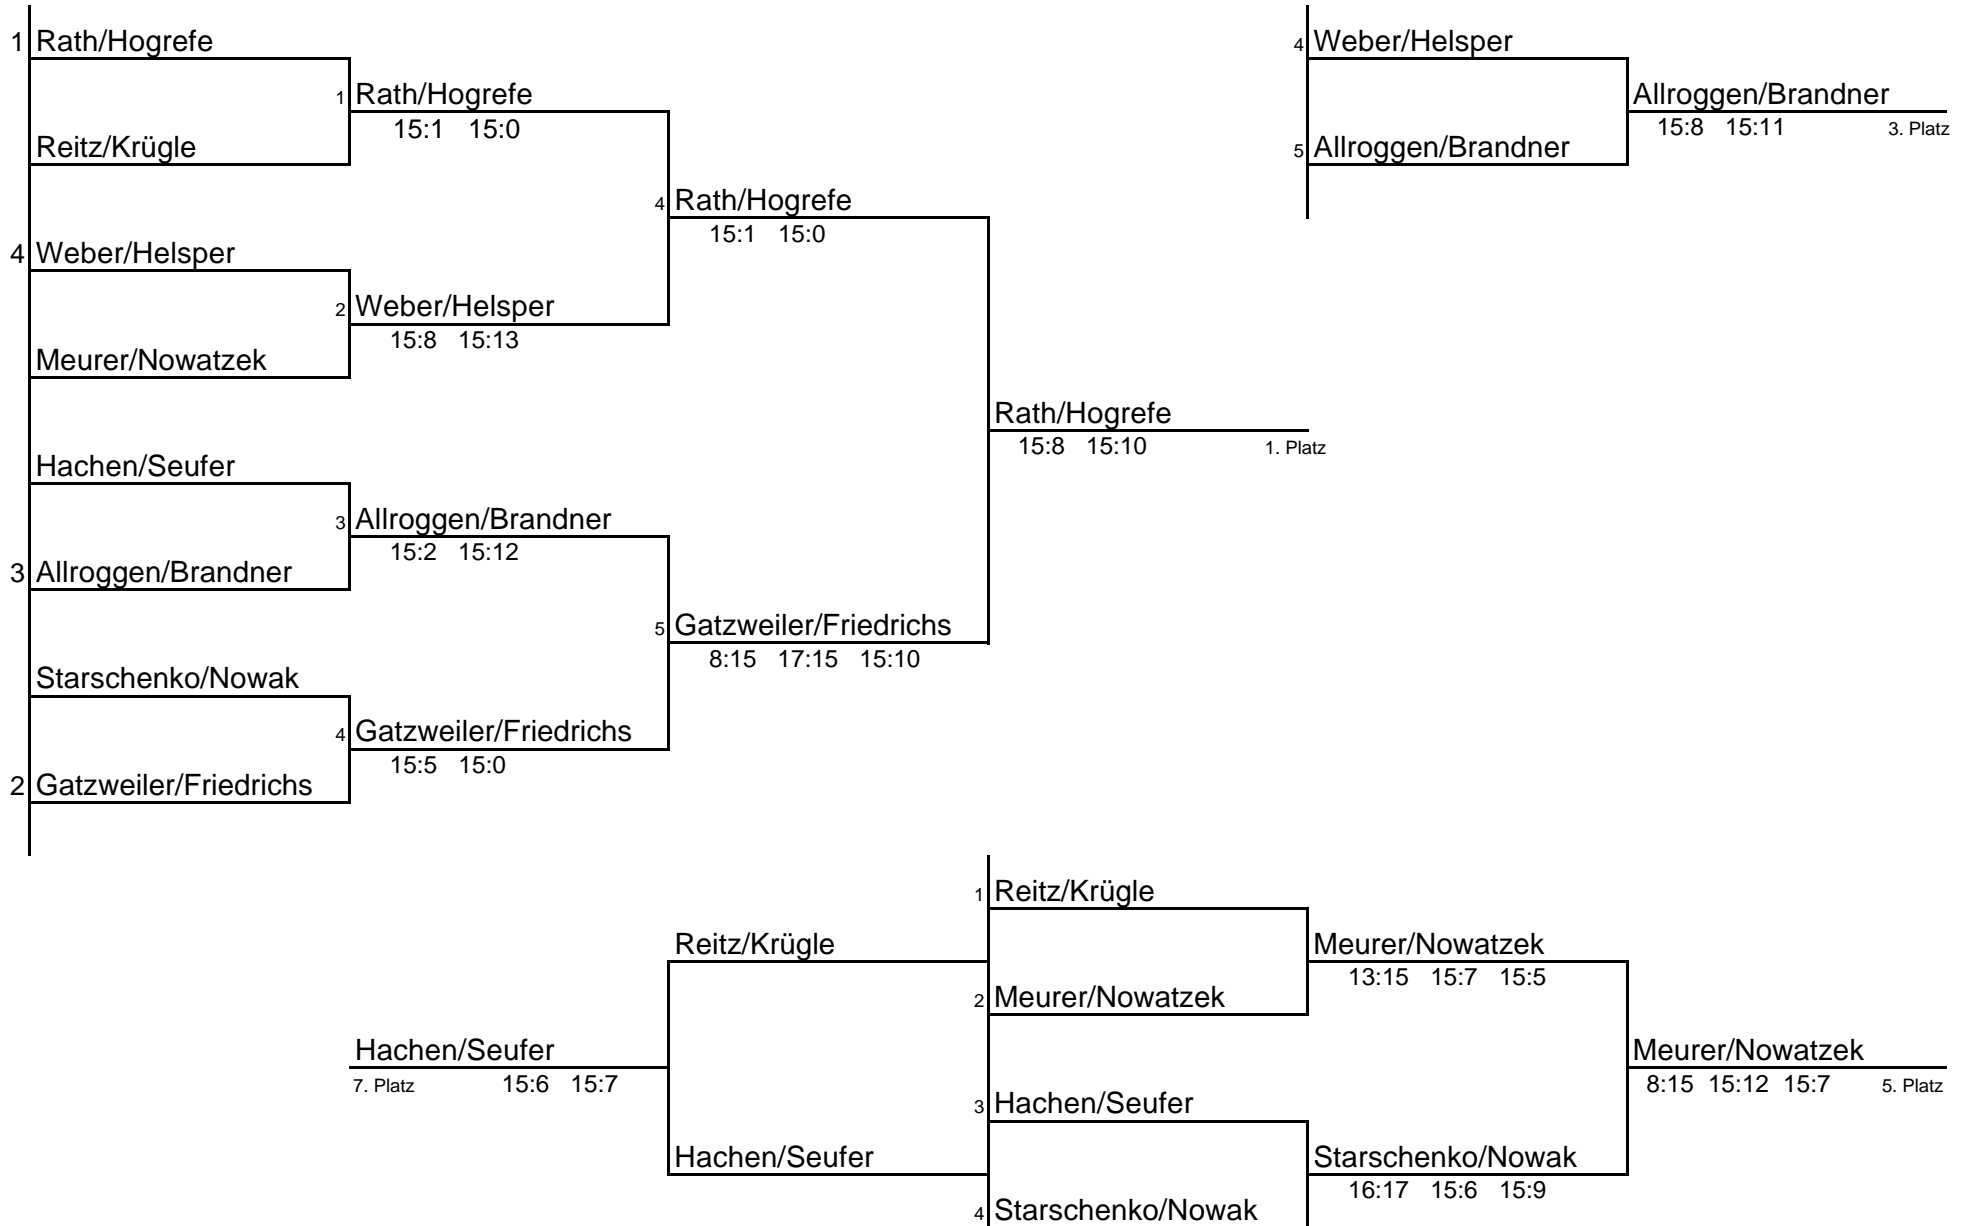 1 Rath/Hogrefe
4 Weber/Helsper
1 Rath/Hogrefe
Allroggen/Brandner
15:1 15:0
15:8 15:11 3. Platz
Reitz/Krügle
5 Allroggen/Brandner
4 Rath/Hogrefe
15:1 15:0
4 Weber/Helsper
2 Weber/Helsper
15:8 15:13
Meurer/Nowatzek
Rath/Hogrefe
15:8 15:10 1. Platz
Hachen/Seufer
3 Allroggen/Brandner
15:2 15:12
3 Allroggen/Brandner
5 Gatzweiler/Friedrichs
8:15 17:15 15:10
Starschenko/Nowak
4 Gatzweiler/Friedrichs
15:5 15:0
2 Gatzweiler/Friedrichs
1 Reitz/Krügle
Reitz/Krügle
Meurer/Nowatzek
13:15 15:7 15:5
2 Meurer/Nowatzek
Hachen/Seufer
Meurer/Nowatzek
7. Platz 15:6 15:7
8:15 15:12 15:7 5. Platz
3 Hachen/Seufer
Hachen/Seufer
Starschenko/Nowak
16:17 15:6 15:9
4 Starschenko/Nowak